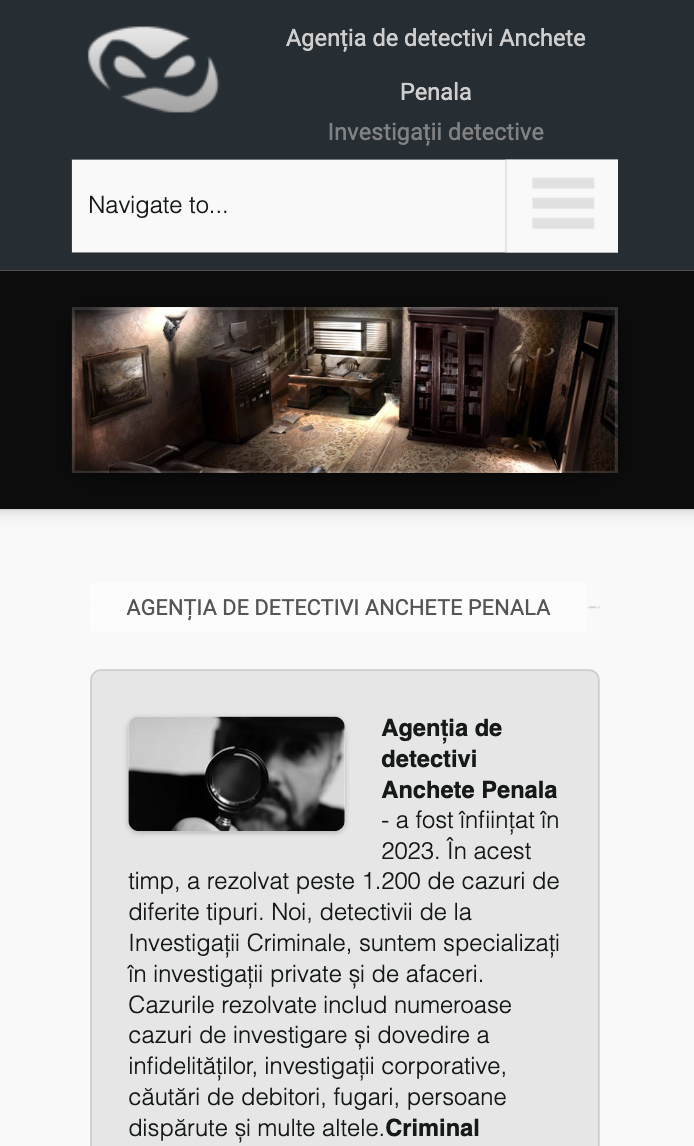 Agenția de detectivi Anchete
Penala
Investigații detective
Navigate to...
AGENȚIA DE DETECTIVI ANCHETE PENALA
Agenția de
detectivi
Anchete Penala
- a fost înființat în
2023. În acest
timp, a rezolvat peste 1.200 de cazuri de
diferite tipuri. Noi, detectivii de la
Investigații Criminale, suntem specializați
în investigații private și de afaceri.
Cazurile rezolvate includ numeroase
cazuri de investigare și dovedire a
infidelităților, investigații corporative,
căutări de debitori, fugari, persoane
dispărute și multe altele.Criminal